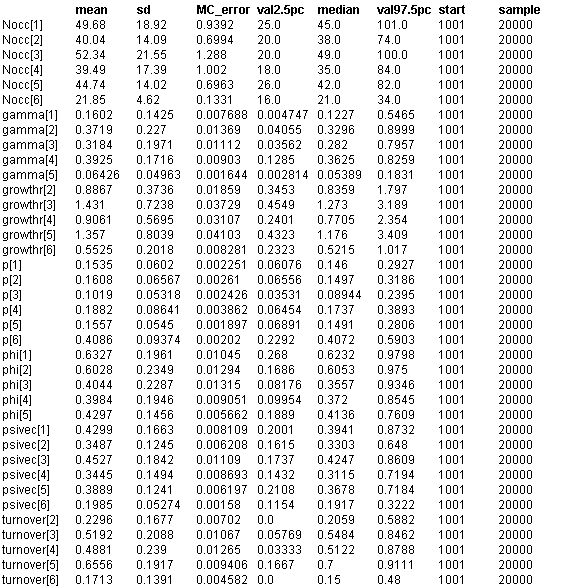 mean sd MC_error val2.5pc median val97.5pc start sample
Nocc[1] 49.68 18.92 0.9392 25.0 45.0 101.0 1001 20000
Nocc[2] 40.04 14.09 0.6994 20.0 38.0 74.0 1001 20000
Nocc[3] 52.34 21.55 1.288 20.0 49.0 100.0 1001 20000
Nocc[4] 39.49 17.39 1.002 18.0 35.0 84.0 1001 20000
Nocc[5] 44.74 14.02 0.6963 26.0 42.0 82.0 1001 20000
Nocc[6] 21.85 4.62 0.1331 16.0 21.0 34.0 1001 20000
gamma[1] 0.1602 0.1425 0.007688 0.004747 0.1227 0.5465 1001 20000
gamma[2] 0.3719 0.227 0.01369 0.04055 0.3296 0.8999 1001 20000
gamma[3] 0.3184 0.1971 0.01112 0.03562 0.282 0.7957 1001 20000
gamma[4] 0.3925 0.1716 0.00903 0.1285 0.3625 0.8259 1001 20000
gamma[5] 0.06426 0.04963 0.001644 0.002814 0.05389 0.1831 1001 20000
growthr[2] 0.8867 0.3736 0.01859 0.3453 0.8359 1.797 1001 20000
growthr[3] 1.431 0.7238 0.03729 0.4549 1.273 3.189 1001 20000
growthr[4] 0.9061 0.5695 0.03107 0.2401 0.7705 2.354 1001 20000
growthr[5] 1.357 0.8039 0.04103 0.4323 1.176 3.409 1001 20000
growthr[6] 0.5525 0.2018 0.008281 0.2323 0.5215 1.017 1001 20000
p[1] 0.1535 0.0602 0.002251 0.06076 0.146 0.2927 1001 20000
p[2] 0.1608 0.06567 0.00261 0.06556 0.1497 0.3186 1001 20000
p[3] 0.1019 0.05318 0.002426 0.03531 0.08944 0.2395 1001 20000
p[4] 0.1882 0.08641 0.003862 0.06454 0.1737 0.3893 1001 20000
p[5] 0.1557 0.0545 0.001897 0.06891 0.1491 0.2806 1001 20000
p[6] 0.4086 0.09374 0.00202 0.2292 0.4072 0.5903 1001 20000
phi[1] 0.6327 0.1961 0.01045 0.268 0.6232 0.9798 1001 20000
phi[2] 0.6028 0.2349 0.01294 0.1686 0.6053 0.975 1001 20000
phi[3] 0.4044 0.2287 0.01315 0.08176 0.3557 0.9346 1001 20000
phi[4] 0.3984 0.1946 0.009051 0.09954 0.372 0.8545 1001 20000
phi[5] 0.4297 0.1456 0.005662 0.1889 0.4136 0.7609 1001 20000
psivec[1] 0.4299 0.1663 0.008109 0.2001 0.3941 0.8732 1001 20000
psivec[2] 0.3487 0.1245 0.006208 0.1615 0.3303 0.648 1001 20000
psivec[3] 0.4527 0.1842 0.01109 0.1737 0.4247 0.8609 1001 20000
psivec[4] 0.3445 0.1494 0.008693 0.1432 0.3115 0.7194 1001 20000
psivec[5] 0.3889 0.1241 0.006197 0.2108 0.3678 0.7184 1001 20000
psivec[6] 0.1985 0.05274 0.00158 0.1154 0.1917 0.3222 1001 20000
turnover[2] 0.2296 0.1677 0.00702 0.0 0.2059 0.5882 1001 20000
turnover[3] 0.5192 0.2088 0.01067 0.05769 0.5484 0.8462 1001 20000
turnover[4] 0.4881 0.239 0.01265 0.03333 0.5122 0.8788 1001 20000
turnover[5] 0.6556 0.1917 0.009406 0.1667 0.7 0.9111 1001 20000
turnover[6] 0.1713 0.1391 0.004582 0.0 0.15 0.48 1001 20000